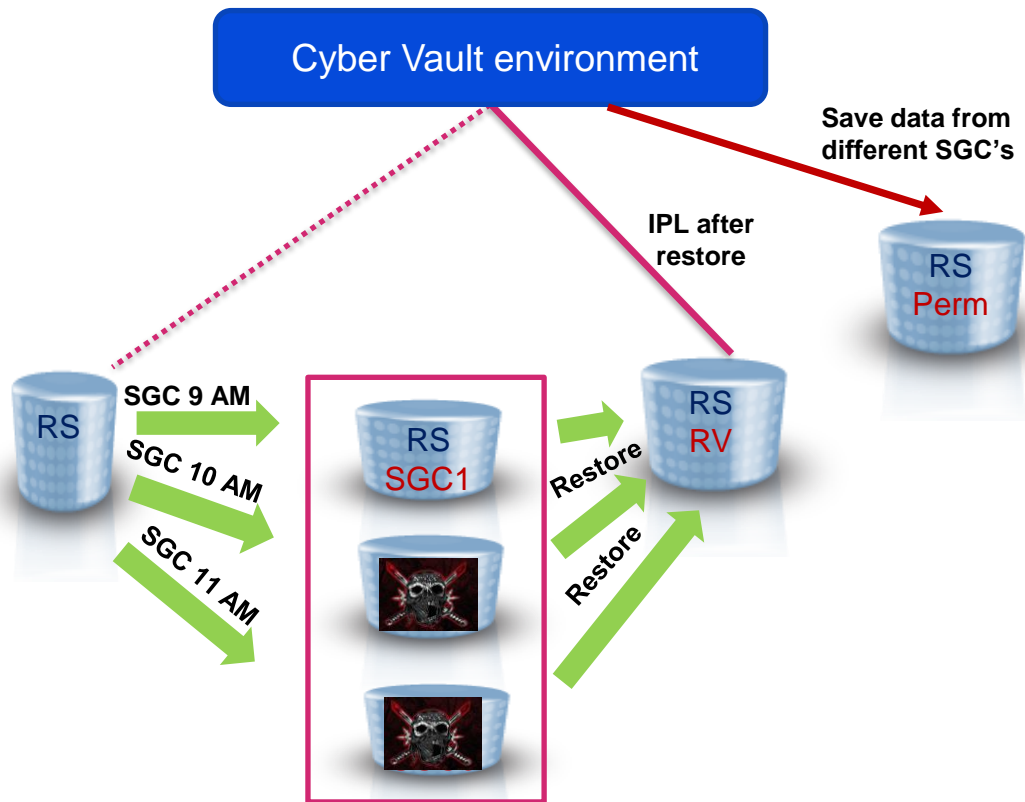 Cyber Vault environment
Save data from
different SGC's
IPL after
restore
RS
Perm
RS
SGC 9 AM
SGC 10 AM
SGC 11 AM
RS
SGC1
Restore
Restore
RS
RV